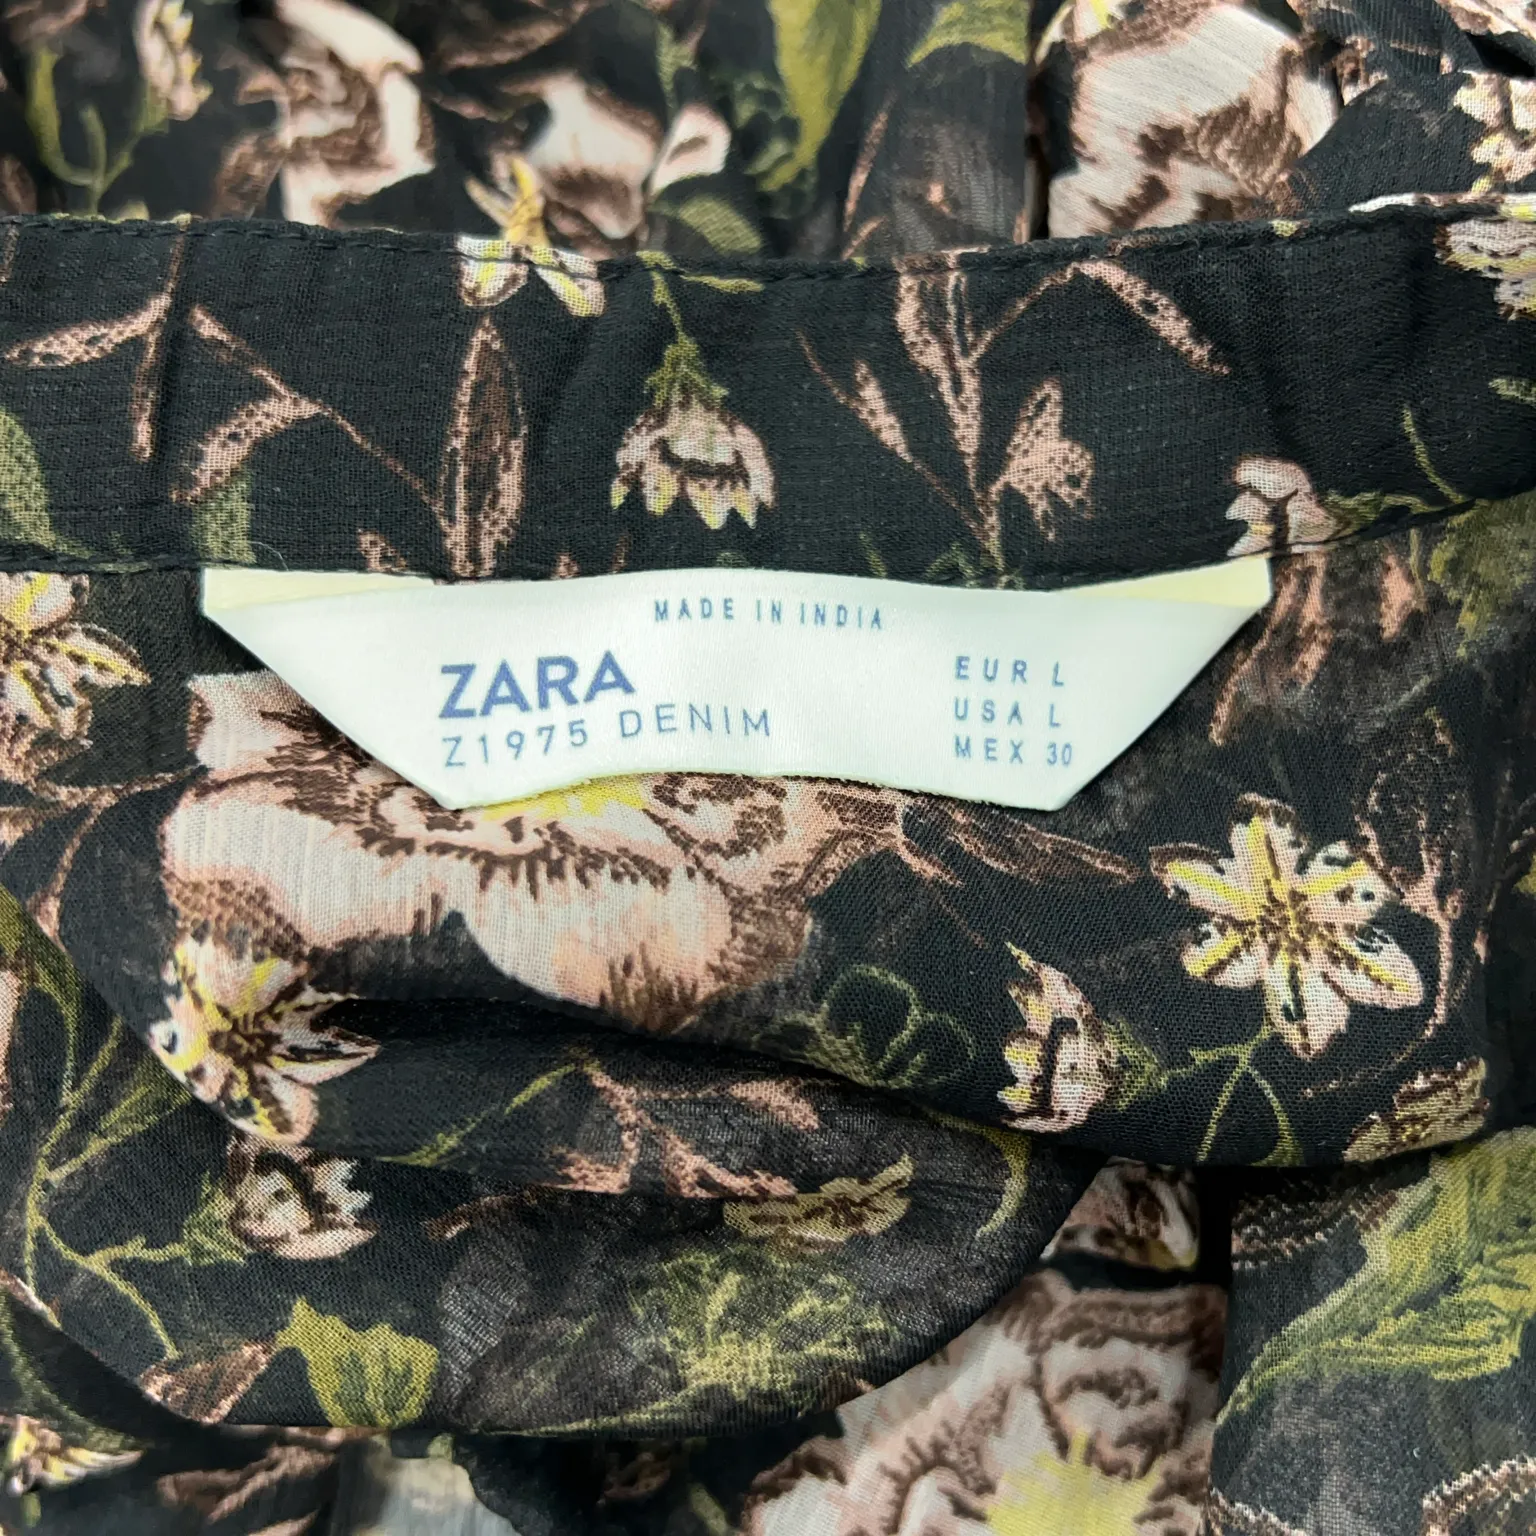 MADE IN INDIA
ZARA
Z1975 DENIM
EUR L
USA L
MEX 30